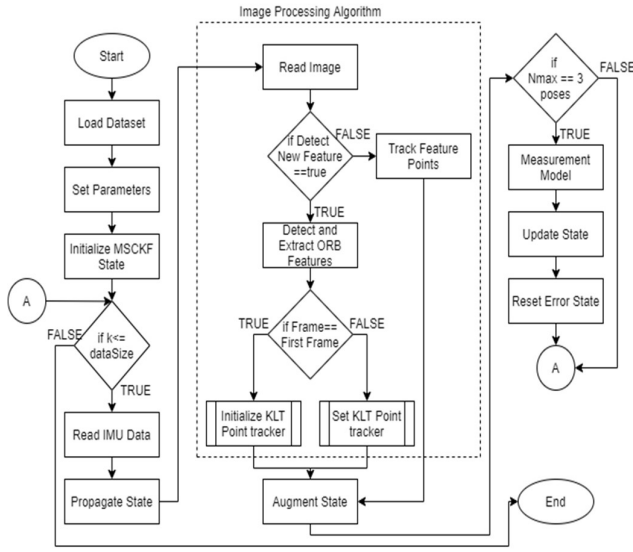 Image Processing Algorithm
Start
Load Dataset
Set Parameters
Initialize MSCKF
State
A
FALSE
if k<=
dataSize
TRUE
Read IMU Data
Propagate State
Read Image
if Detect
New Feature
==true
FALSE
Track Feature
Points
TRUE
Detect and
Extract ORB
Features
TRUE
if Frame==
First Frame
FALSE
Initialize KLT
Point tracker
Set KLT Point
tracker
Augment State
if
Nmax == 3
poses
FALSE
TRUE
Measurement
Model
Update State
Reset Error State
A
End